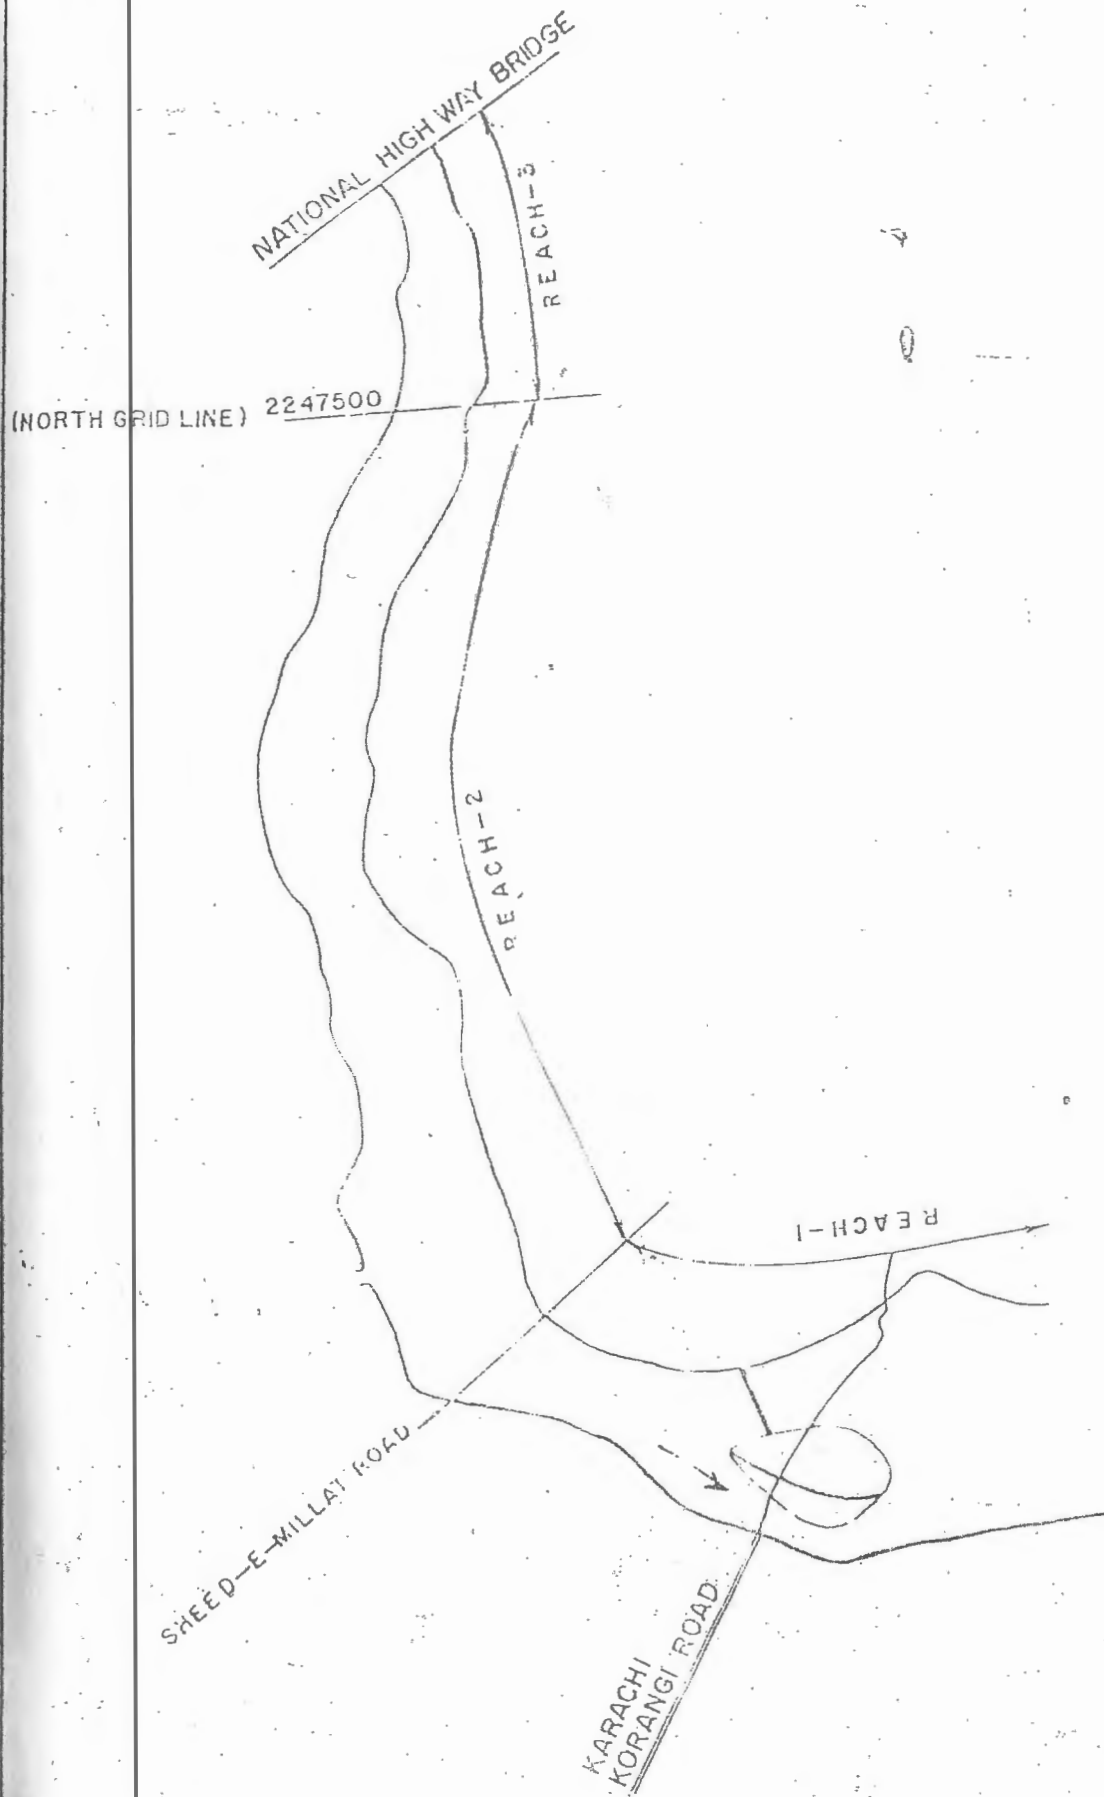 NATIONAL HIGH WAY BRIDGE
REACH-3
(NORTH GRID LINE) 2247500
REACH-2
REACH-1
SHEED-E-MILLAT ROAD
KARACHI
KORANGI ROAD